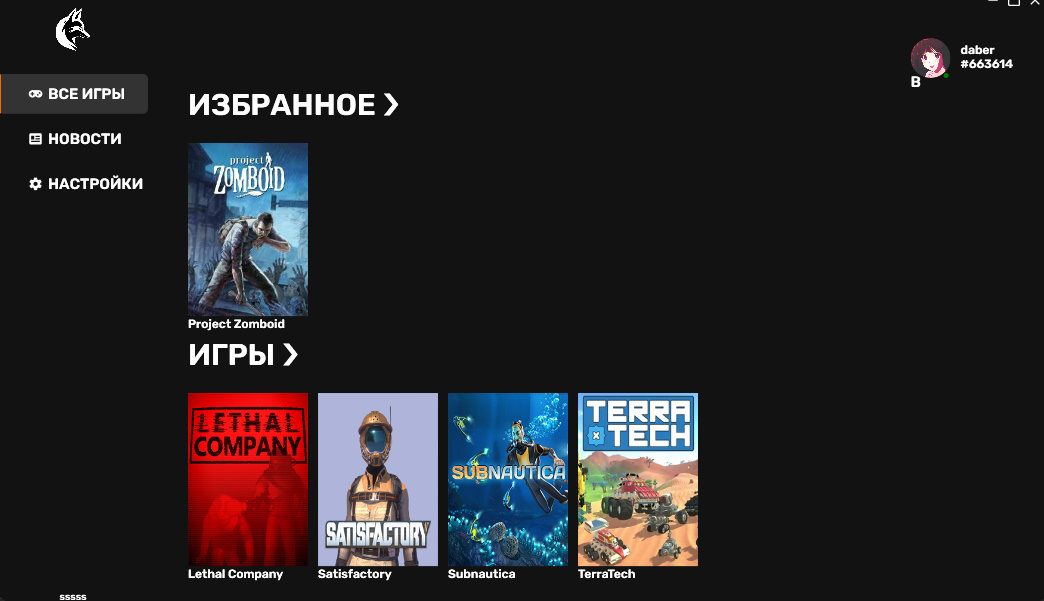 daber
#663614
B
ВСЕ ИГРЫ
НОВОСТИ
НАСТРОЙКИ
ИЗБРАННОЕ ❯
project
ZOMBOID
Project Zomboid
ИГРЫ ❯
LETHAL
COMPANY
Lethal Company
SATISFACTORY
Satisfactory
SUBNAUTICA
Subnautica
TERRA
TECH
TerraTech
sssss